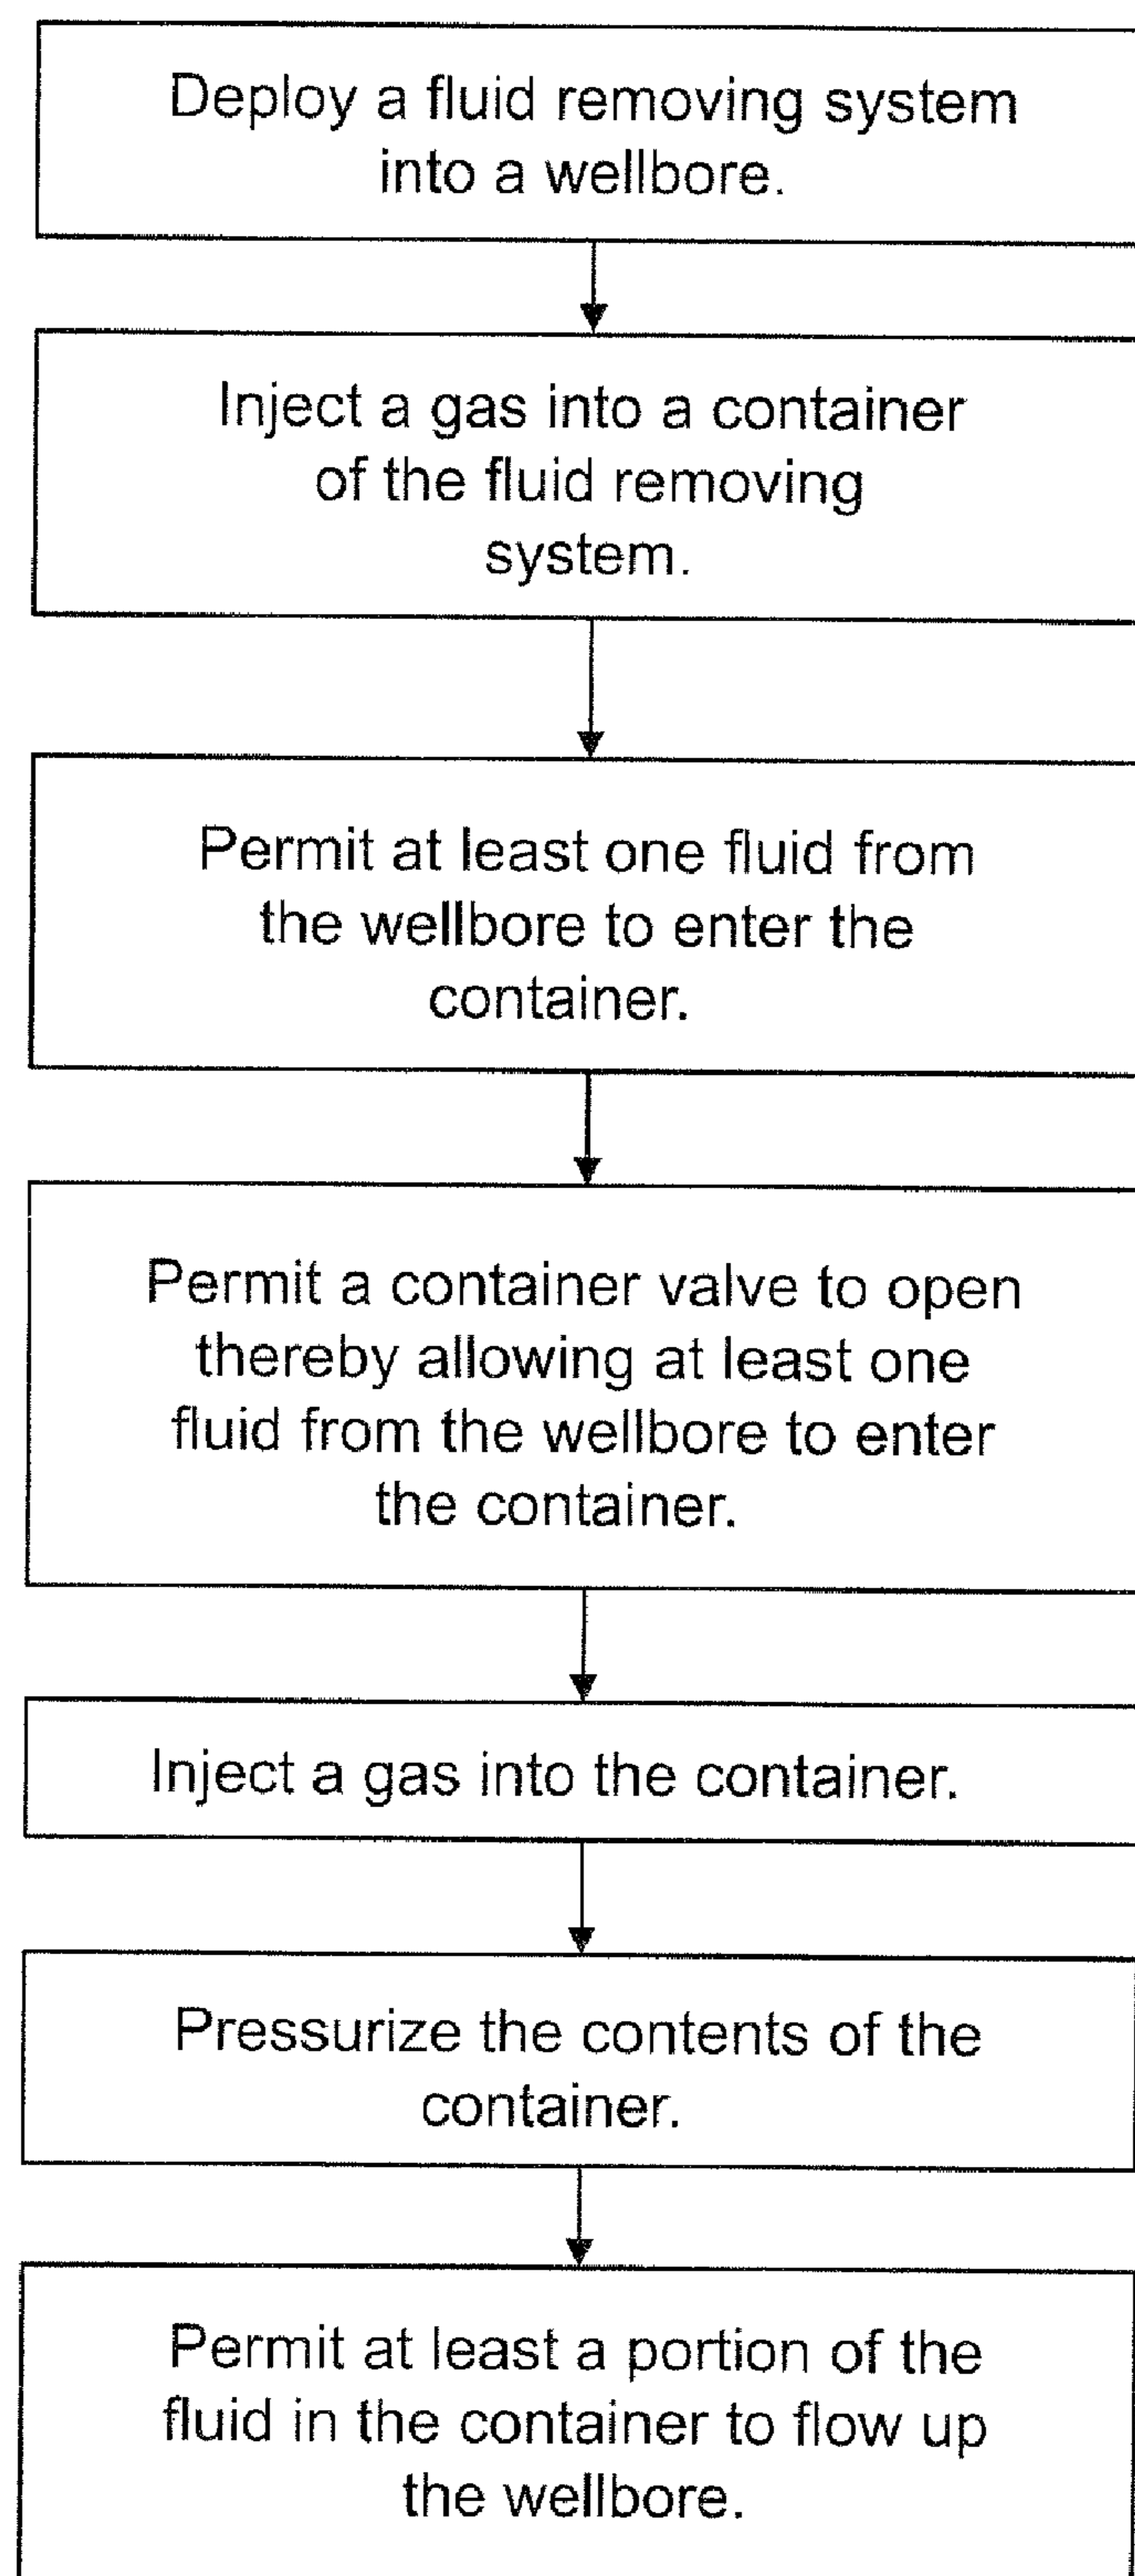 Deploy a fluid removing system
into a wellbore.
Inject a gas into a container
of the fluid removing
system.
Permit at least one fluid from
the wellbore to enter the
container.
Permit a container valve to open
thereby allowing at least one
fluid from the wellbore to enter
the container.
Inject a gas into the container.
Pressurize the contents of the
container.
Permit at least a portion of the
fluid in the container to flow up
the wellbore.